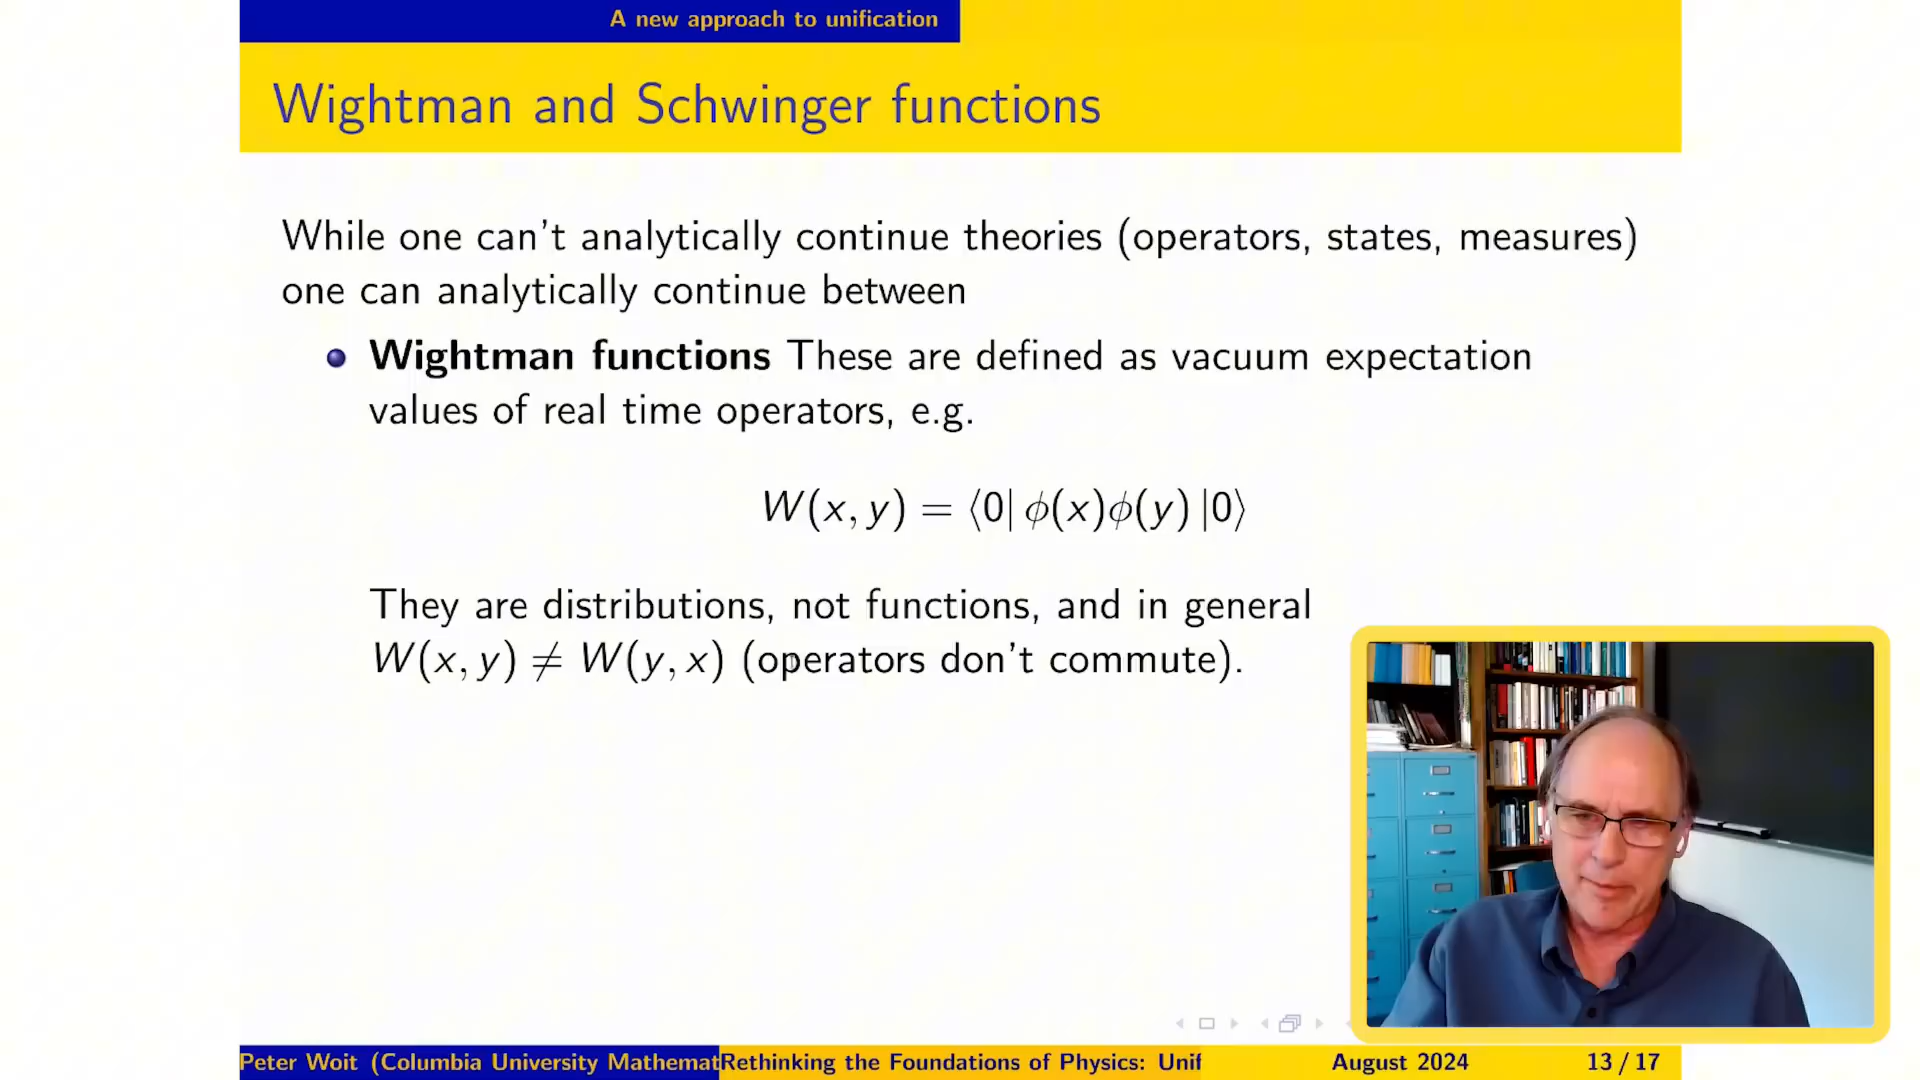 A new approach to unification
Wightman and Schwinger functions
While one can't analytically continue theories (operators, states, measures)
one can analytically continue between
Wightman functions These are defined as vacuum expectation
values of real time operators, e.g.
W(x, y) = ⟨0| ϕ(x)ϕ(y) |0⟩
They are distributions, not functions, and in general
W(x, y) ≠ W(y, x) (operators don't commute).
Peter Woit (Columbia University Mathemat Rethinking the Foundations of Physics: Unif August 2024 13 / 17